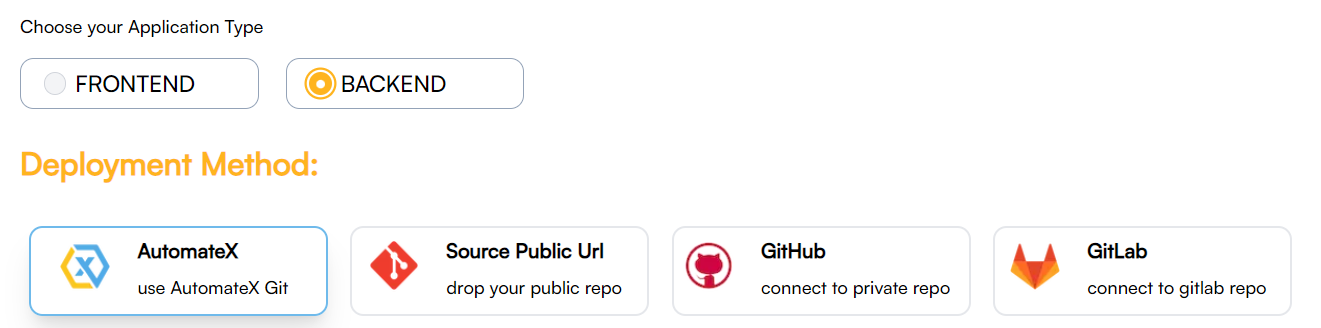 Choose your Application Type
FRONTEND BACKEND
Deployment Method:
AutomateX Source Public Url GitHub GitLab
use AutomateX Git drop your public repo connect to private repo connect to gitlab repo